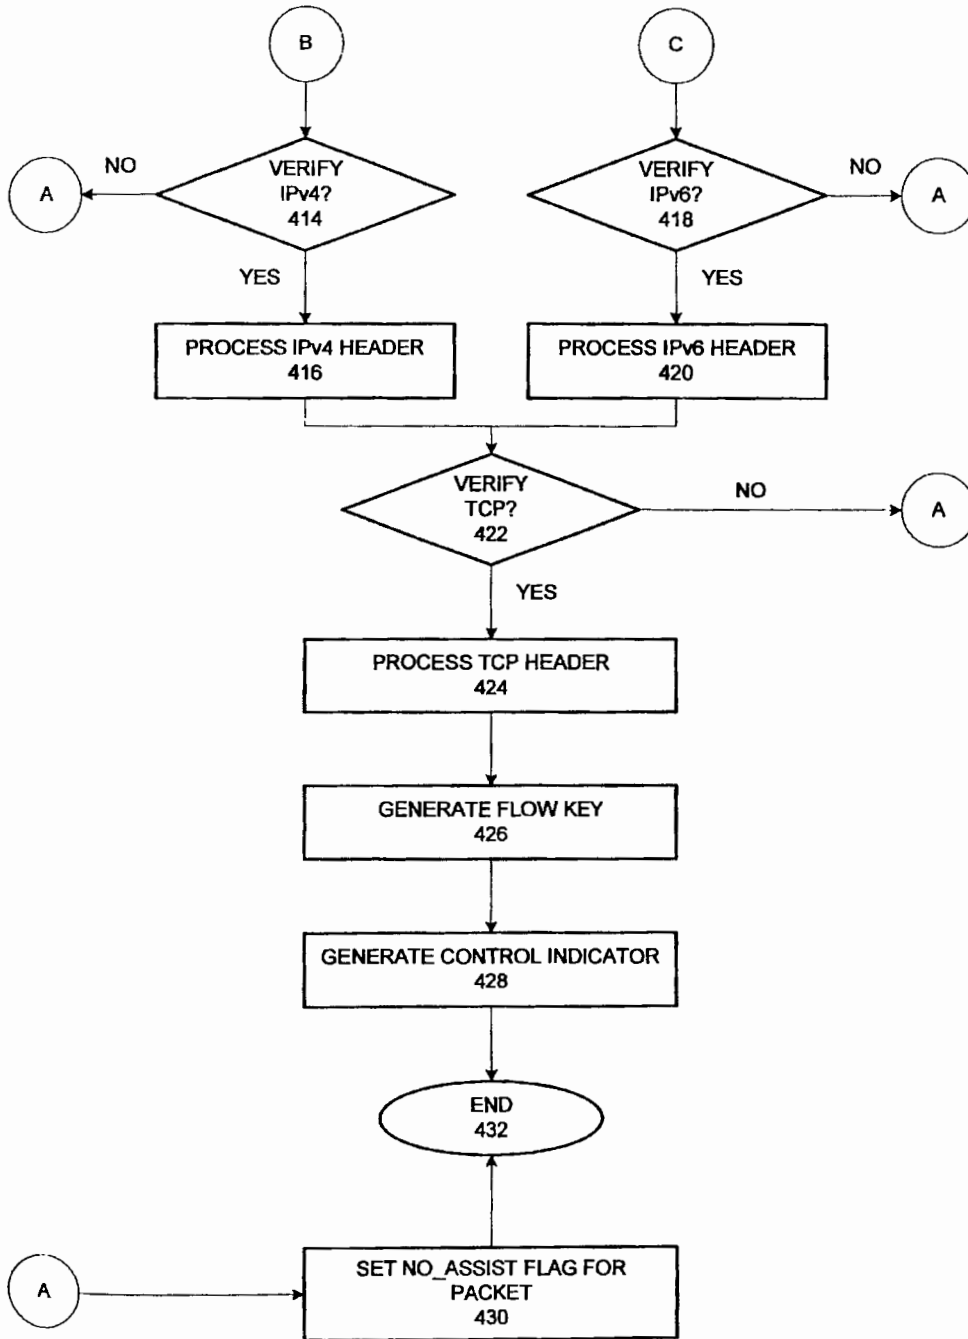 B
C
VERIFY
IPv4?
414
NO
A
VERIFY
IPv6?
418
NO
A
YES
YES
PROCESS IPv4 HEADER
416
PROCESS IPv6 HEADER
420
VERIFY
TCP?
422
NO
A
YES
PROCESS TCP HEADER
424
GENERATE FLOW KEY
426
GENERATE CONTROL INDICATOR
428
END
432
A
SET NO_ASSIST FLAG FOR
PACKET
430